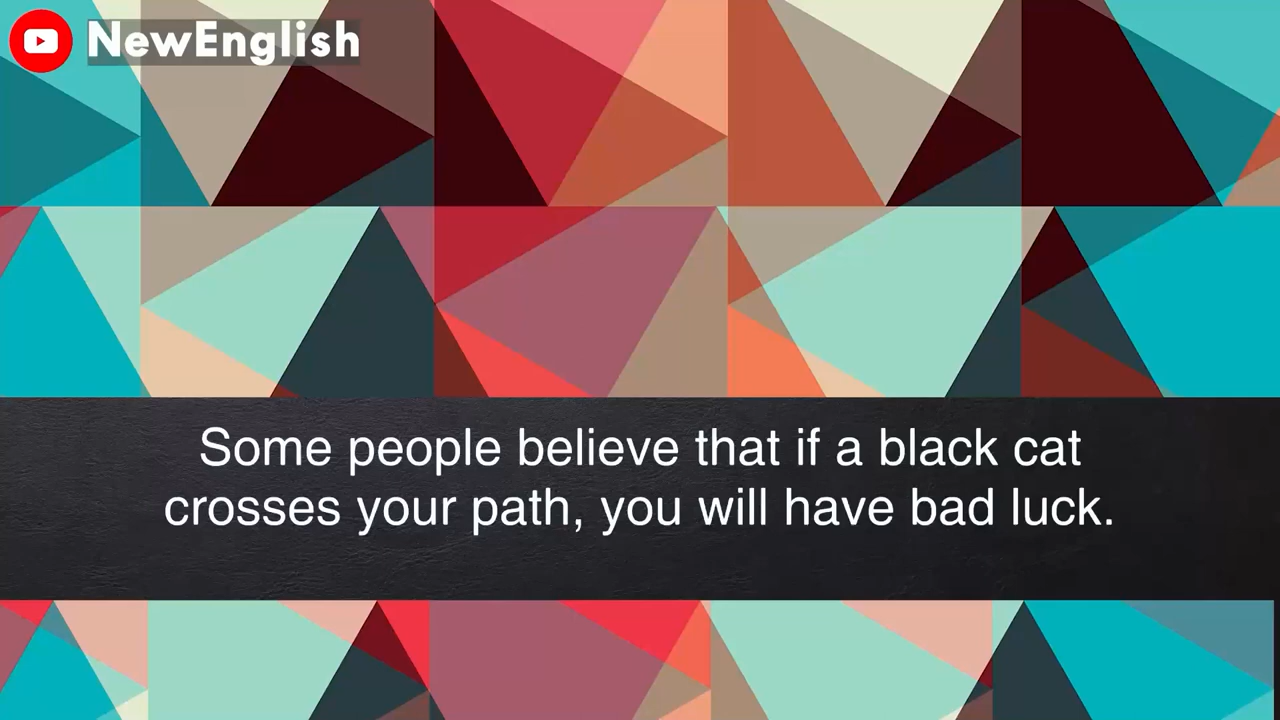 NewEnglish
Some people believe that if a black cat
crosses your path, you will have bad luck.